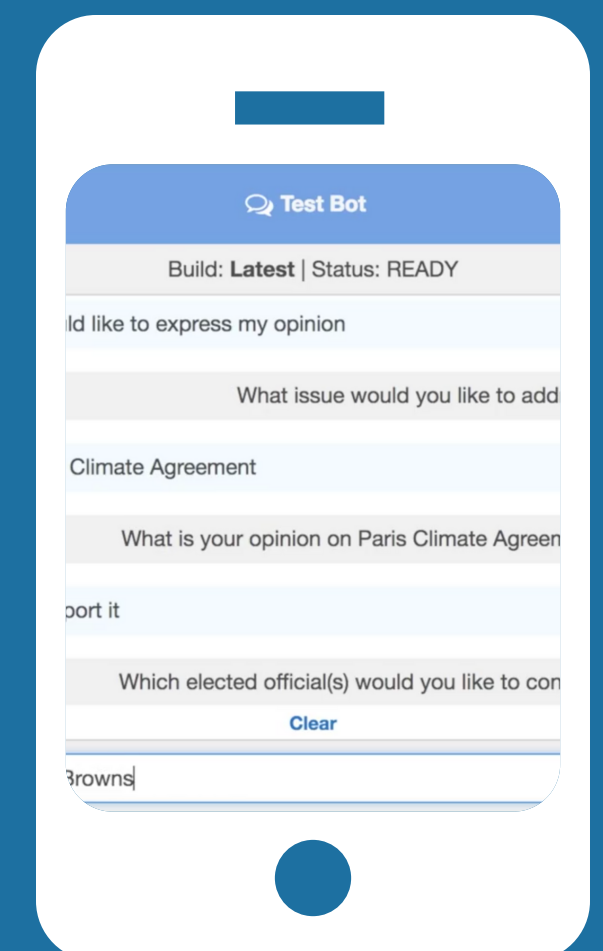 Test Bot
Build: Latest | Status: READY
ld like to express my opinion
What issue would you like to add
Climate Agreement
What is your opinion on Paris Climate Agreen
port it
Which elected official(s) would you like to con
Clear
Browns